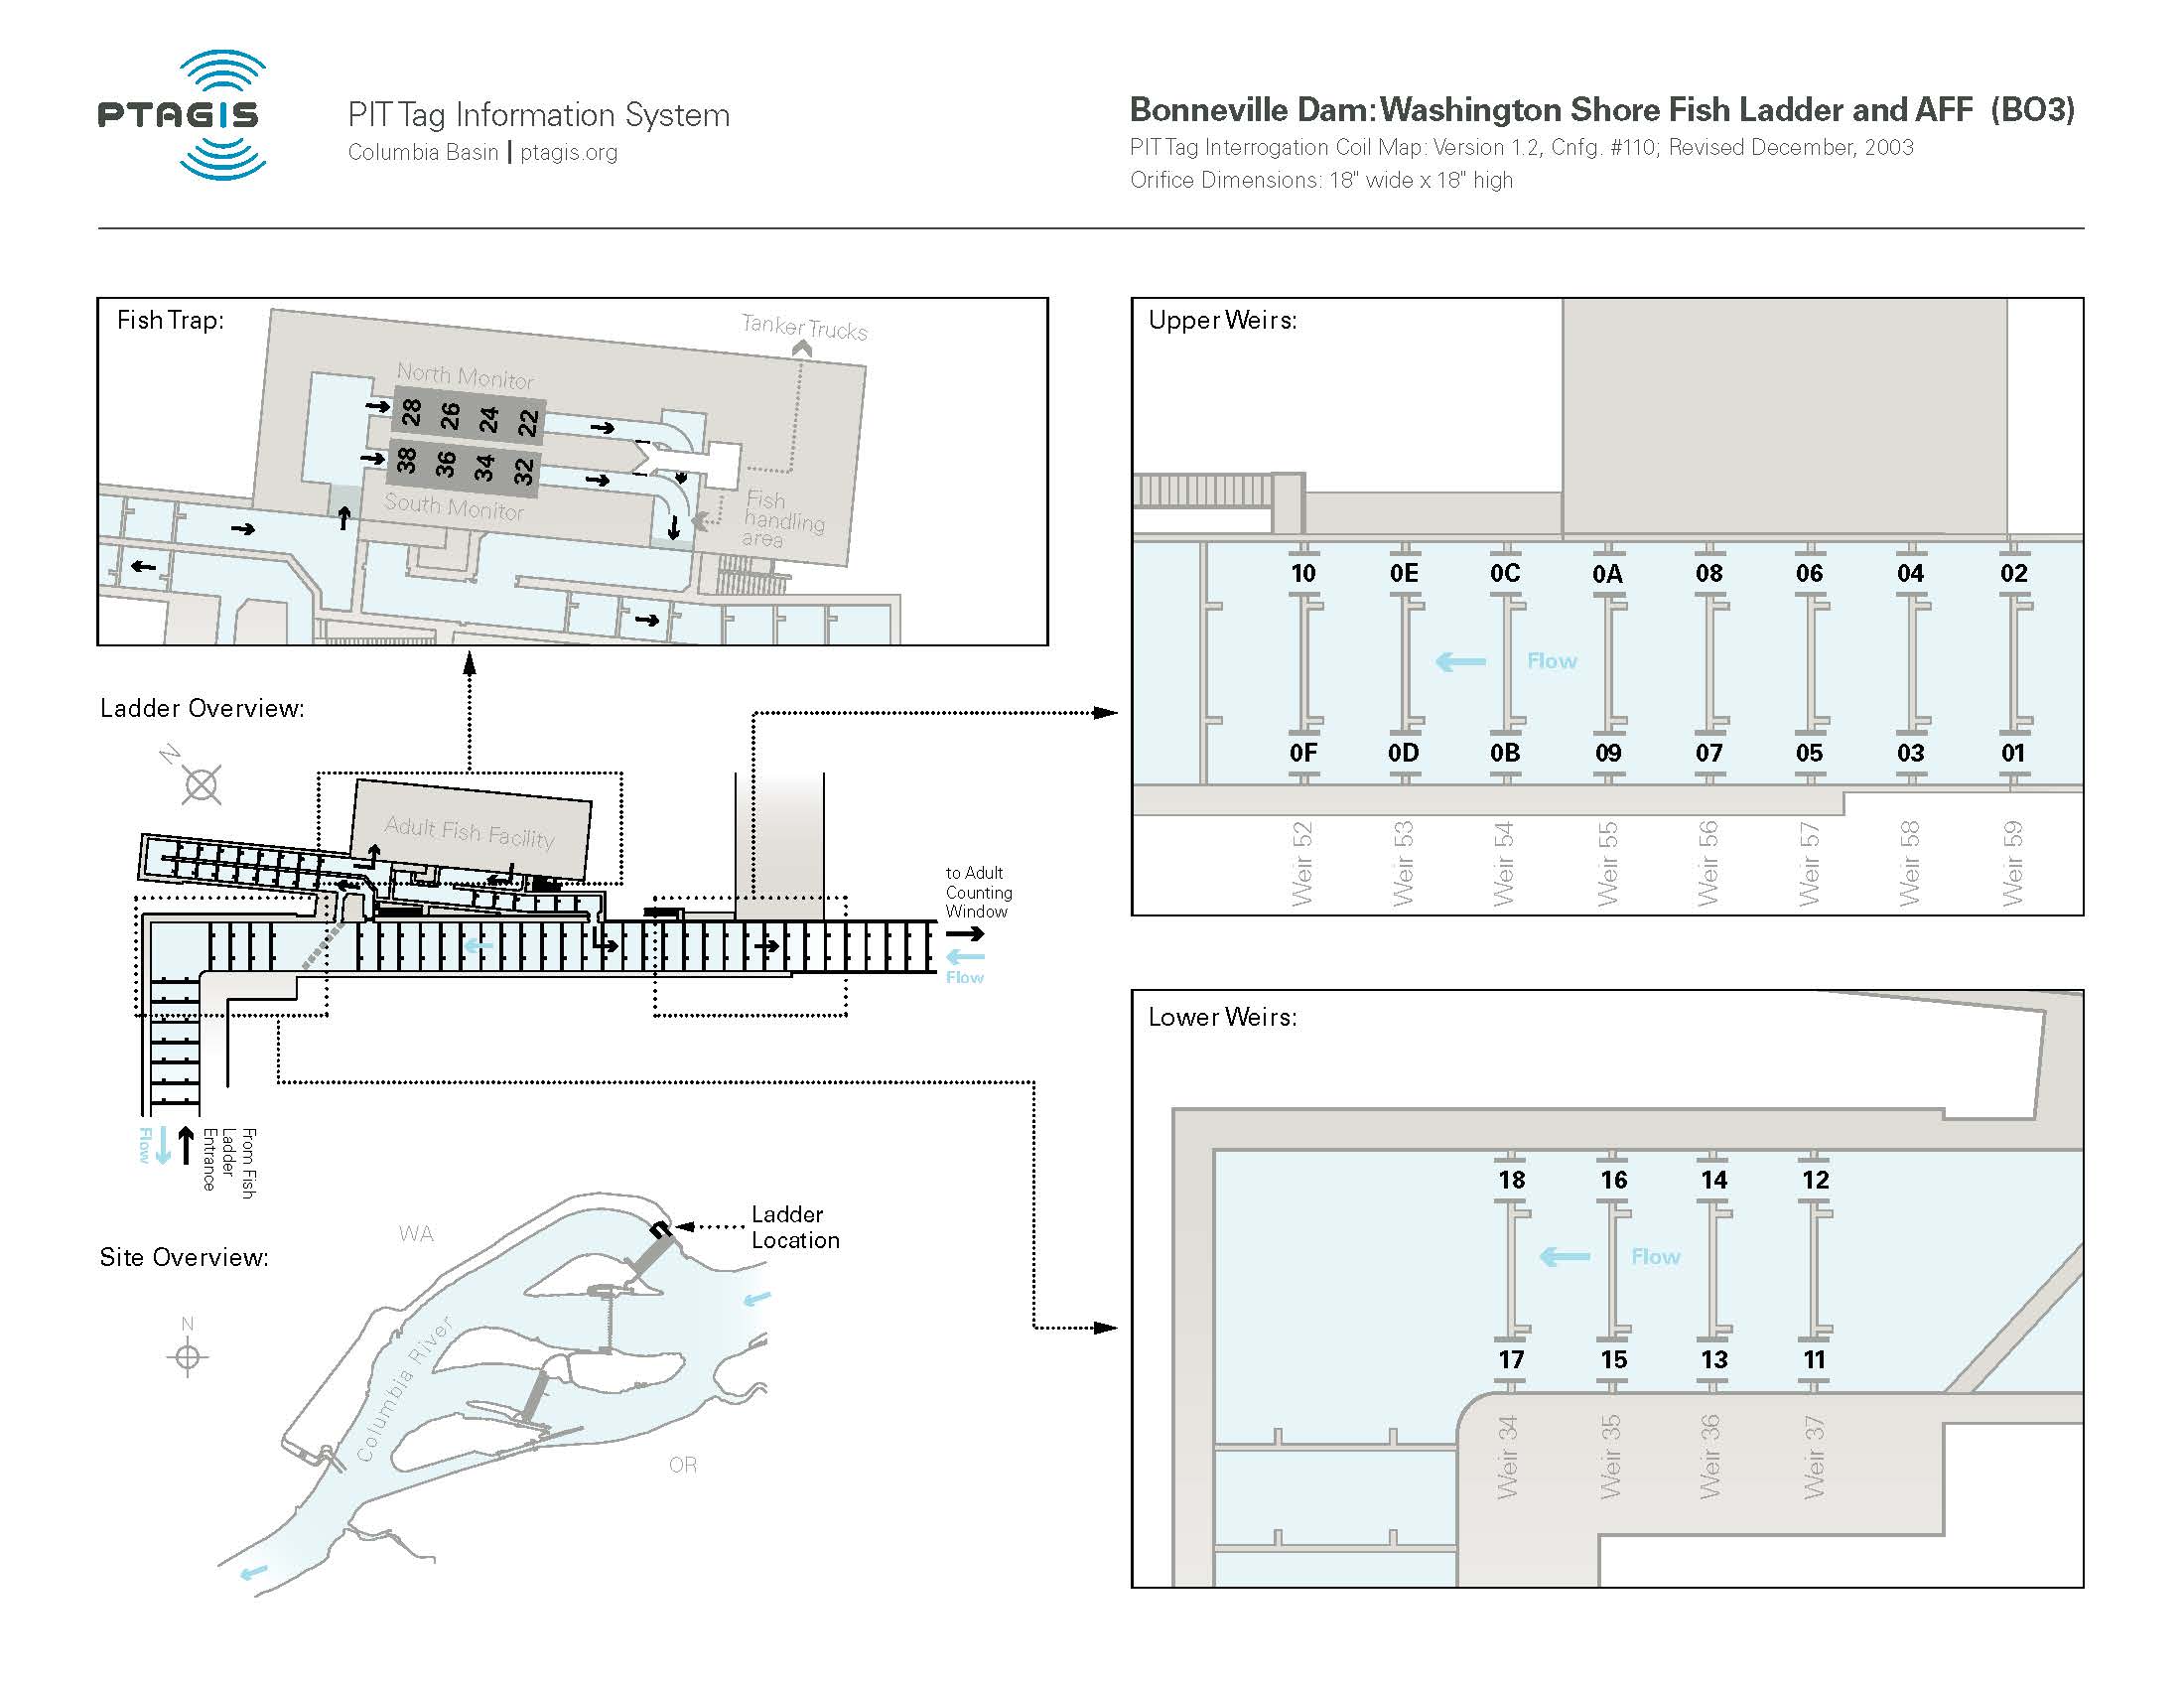 PTAGIS
PIT Tag Information System
Columbia Basin | ptagis.org
Bonneville Dam: Washington Shore Fish Ladder and AFF (BO3)
PIT Tag Interrogation Coil Map: Version 1.2, Cnfg. #110; Revised December, 2003
Orifice Dimensions: 18" wide x 18" high
Fish Trap:
Tanker Trucks
North Monitor
28 26 24 22
38 36 34 32
South Monitor
Fish
handling
area
Ladder Overview:
N
Adult Fish Facility
to Adult
Counting
Window
Flow
Flow
From Fish
Ladder
Entrance
Site Overview:
N
WA
Ladder
Location
Columbia River
OR
Upper Weirs:
10 0E 0C 0A 08 06 04 02
Flow
0F 0D 0B 09 07 05 03 01
Weir 52 Weir 53 Weir 54 Weir 55 Weir 56 Weir 57 Weir 58 Weir 59
Lower Weirs:
18 16 14 12
Flow
17 15 13 11
Weir 34 Weir 35 Weir 36 Weir 37